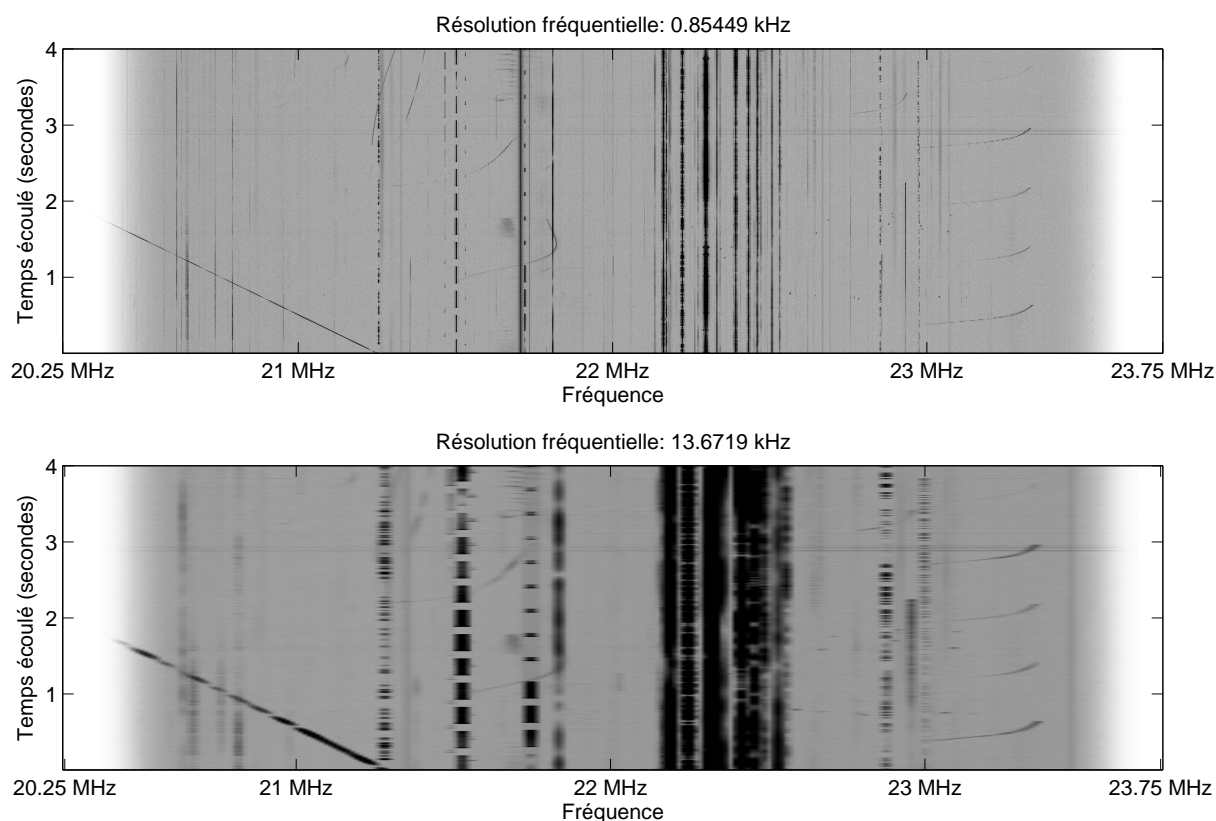 Résolution fréquentielle: 0.85449 kHz
4
3
2
1
Temps écoulé (secondes)
20.25 MHz 21 MHz 22 MHz 23 MHz 23.75 MHz
Fréquence
Résolution fréquentielle: 13.6719 kHz
4
3
2
1
Temps écoulé (secondes)
20.25 MHz 21 MHz 22 MHz 23 MHz 23.75 MHz
Fréquence